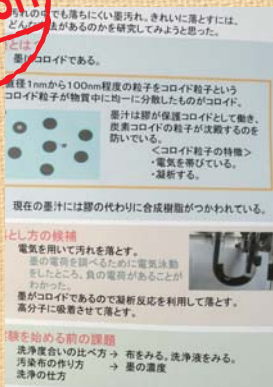 汚れの中でも落ちにくい墨汚れ、きれいに落とすには、
法があるのかを研究してみようと思った。
とは
墨はコロイドである。
直径1nmから100nm程度の粒子をコロイド粒子という
コロイド粒子が物質中に均一に分散したものがコロイド。
墨汁は膠が保護コロイドとして働き、
炭素コロイドの粒子が沈殿するのを
防いでいる。
<コロイド粒子の特徴>
・電気を帯びている。
・凝析する。
現在の墨汁には膠の代わりに合成樹脂がつかわれている。
とし方の候補
電気を用いて汚れを落とす。
墨の電荷を調べるために電気泳動
をしたところ、負の電荷があることが
わかった。
墨がコロイドであるので凝析反応を利用して落とす。
高分子に吸着させて落とす。
験を始める前の課題
洗浄度合いの比べ方→ 布をみる。洗浄液をみる。
汚染布の作り方 → 墨の濃度
洗浄の仕方